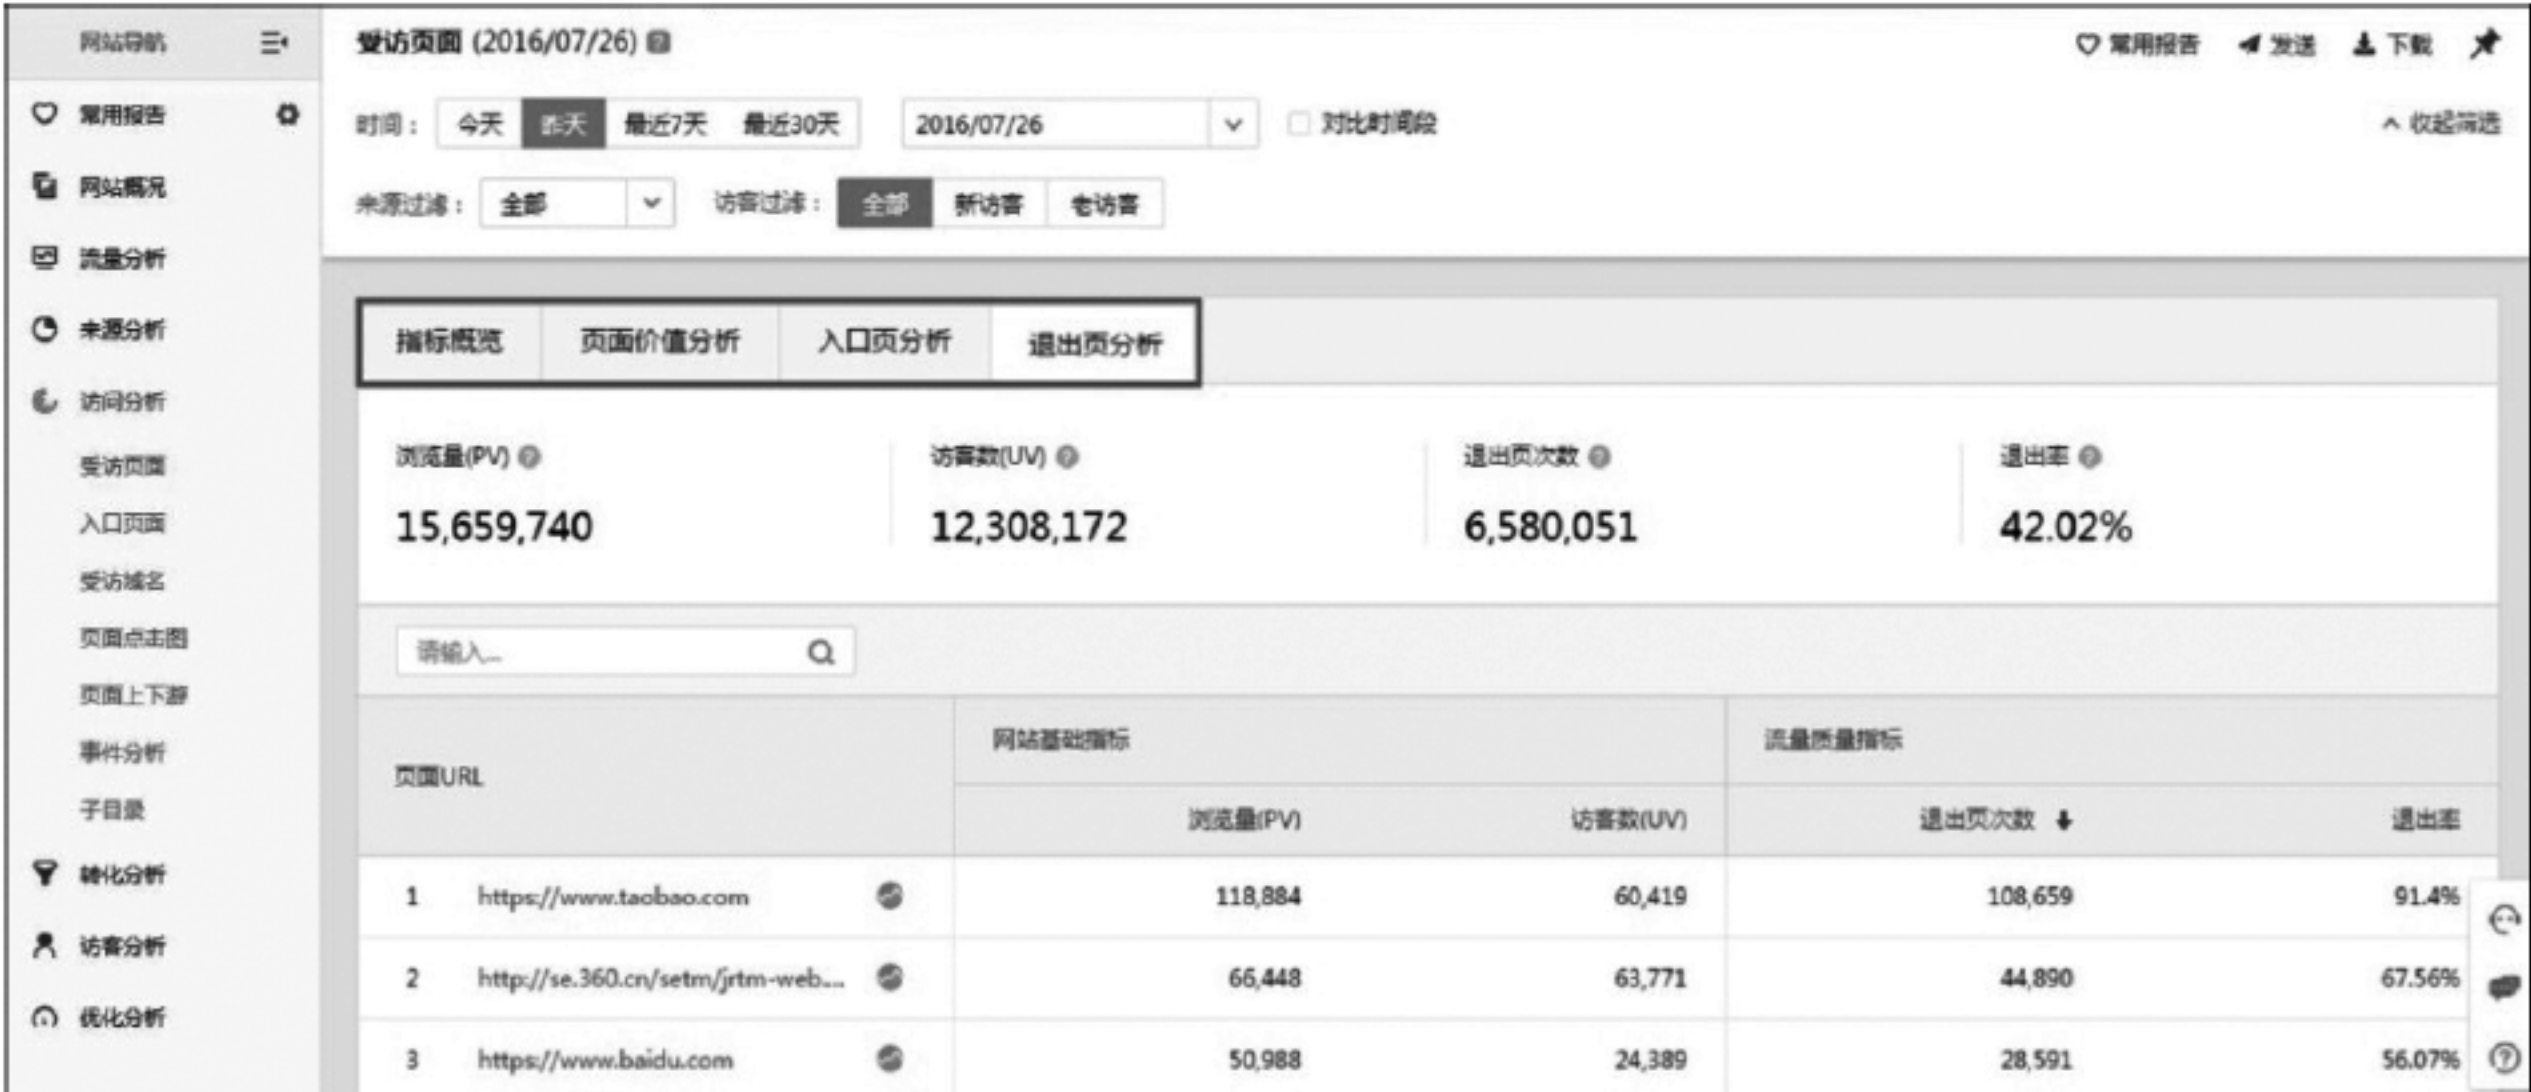 网站导航
常用报告
网站概况
流量分析
来源分析
访问分析
受访页面
入口页面
受访域名
页面点击图
页面上下游
事件分析
子目录
转化分析
访客分析
优化分析
受访页面 (2016/07/26)
常用报告 发送 下载
时间： 今天 昨天 最近7天 最近30天 2016/07/26 对比时间段 收起筛选
来源过滤： 全部 访客过滤： 全部 新访客 老访客
指标概览 页面价值分析 入口页分析 退出页分析
浏览量(PV) 访客数(UV) 退出页次数 退出率
15,659,740 12,308,172 6,580,051 42.02%
请输入...
页面URL 网站基础指标 流量质量指标
浏览量(PV) 访客数(UV) 退出页次数 退出率
1 https://www.taobao.com 118,884 60,419 108,659 91.4%
2 http://se.360.cn/setm/jrtm-web.... 66,448 63,771 44,890 67.56%
3 https://www.baidu.com 50,988 24,389 28,591 56.07%